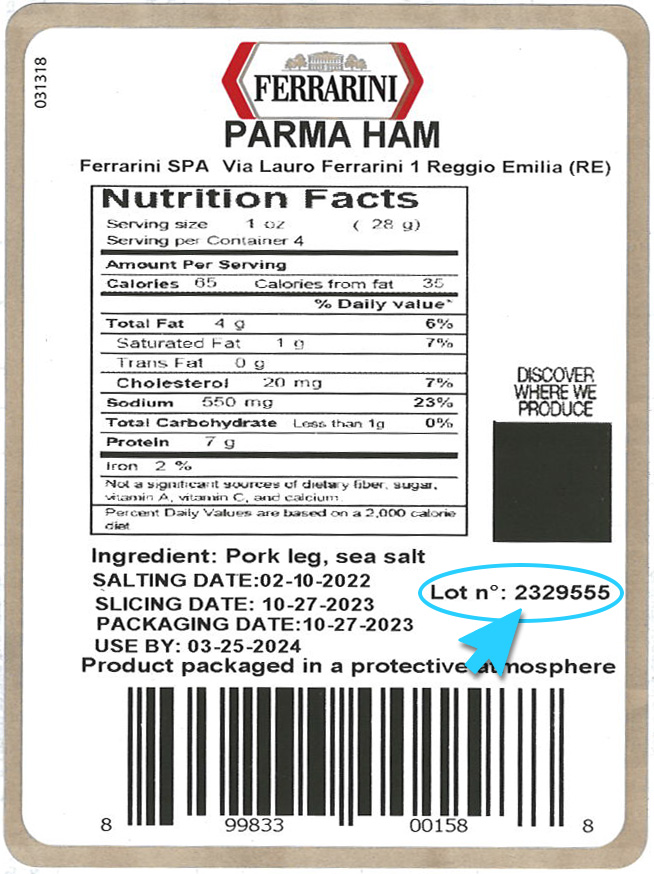 031318
FERRARINI
PARMA HAM
Ferrarini SPA Via Lauro Ferrarini 1 Reggio Emilia (RE)
Nutrition Facts
Serving size 1 oz ( 28 g)
Serving per Container 4
Amount Per Serving
Calories 65 Calories from fat 35
% Daily value*
Total Fat 4 g 6%
Saturated Fat 1 g 7%
Trans Fat 0 g
Cholesterol 20 mg 7%
Sodium 550 mg 23%
Total Carbohydrate Less than 1g 0%
Protein 7 g
Iron 2 %
Not a significant sources of dietary fiber, sugar,
vitamin A, vitamin C, and calcium.
Percent Daily Values are based on a 2,000 calorie
diet
DISCOVER
WHERE WE
PRODUCE
Ingredient: Pork leg, sea salt
SALTING DATE:02-10-2022
SLICING DATE: 10-27-2023
PACKAGING DATE:10-27-2023
USE BY: 03-25-2024
Lot n°: 2329555
Product packaged in a protective atmosphere
8 99833 00158 8